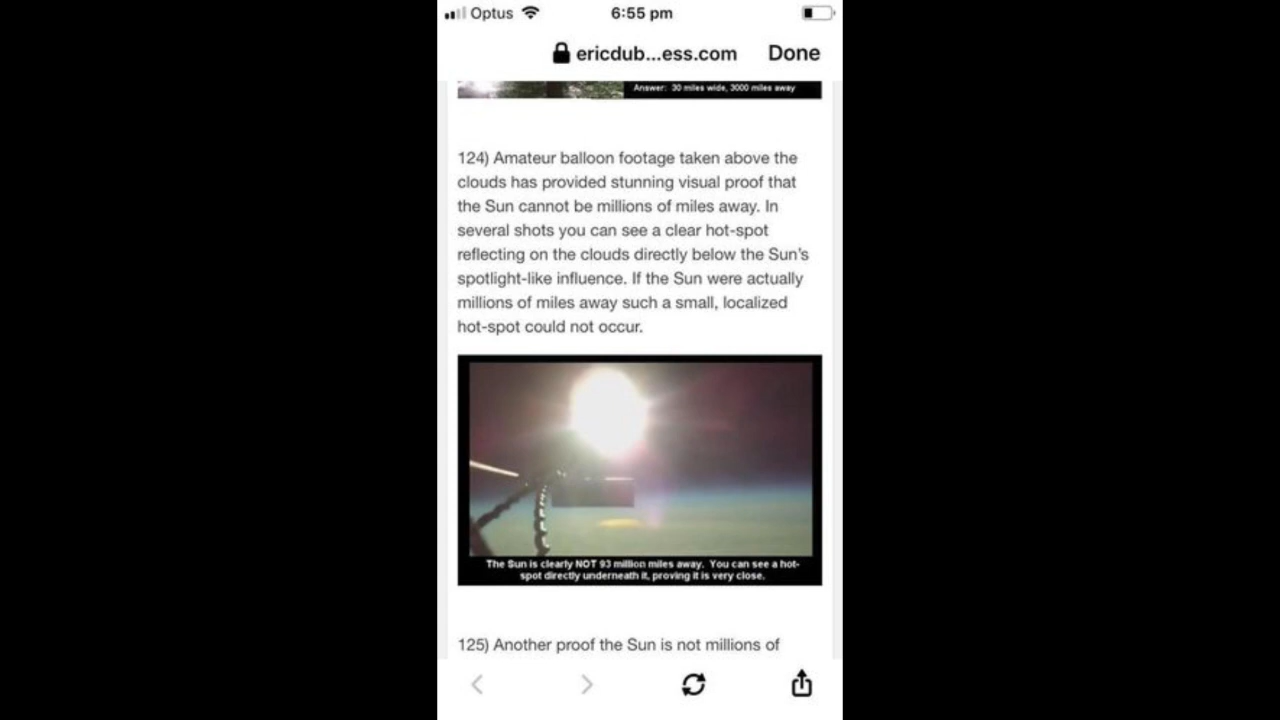 Optus
6:55 pm
ericdub...ess.com
Done
Answer: 30 miles wide, 3000 miles away
124) Amateur balloon footage taken above the
clouds has provided stunning visual proof that
the Sun cannot be millions of miles away. In
several shots you can see a clear hot-spot
reflecting on the clouds directly below the Sun's
spotlight-like influence. If the Sun were actually
millions of miles away such a small, localized
hot-spot could not occur.
The Sun is clearly NOT 93 million miles away. You can see a hot-
spot directly underneath it, proving it is very close.
125) Another proof the Sun is not millions of